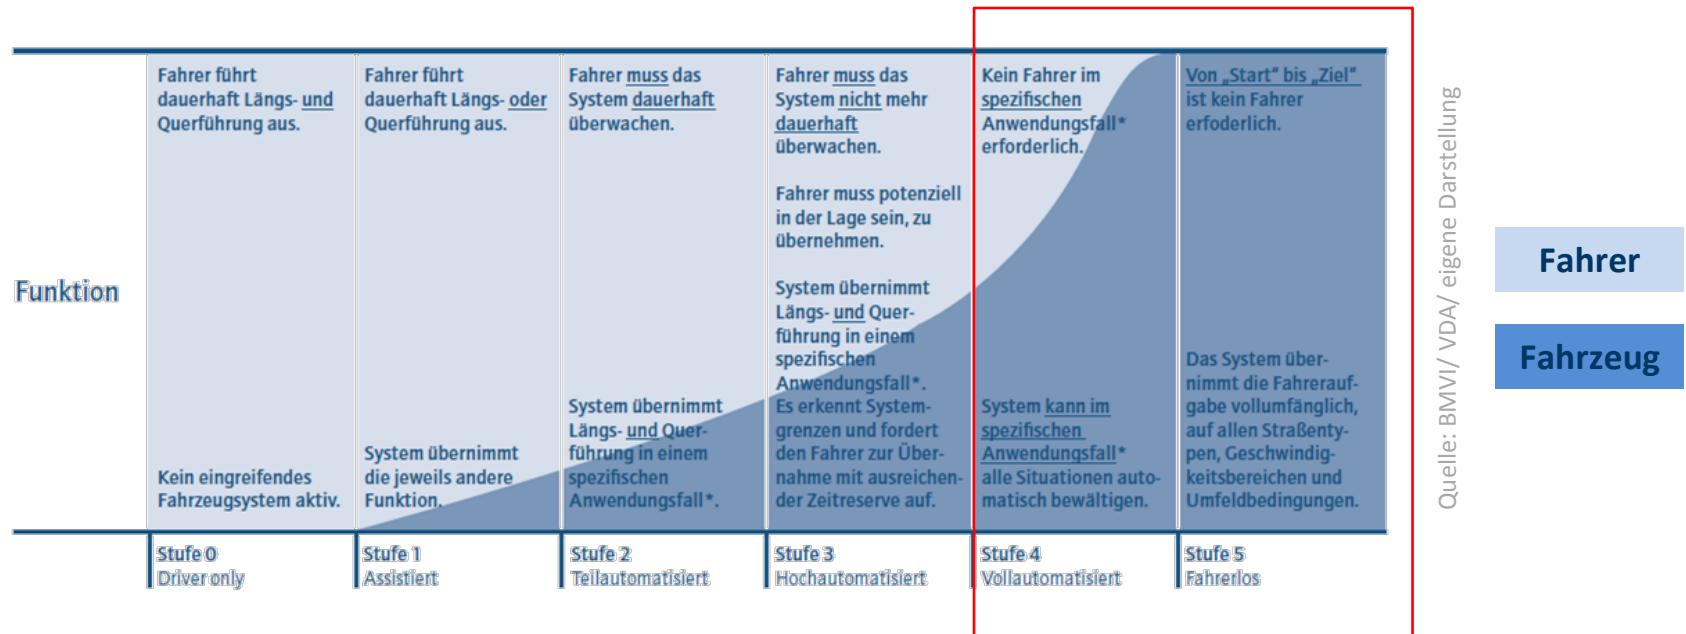 Funktion
Fahrer führt
dauerhaft Längs- und
Querführung aus.
Kein eingreifendes
Fahrzeugsystem aktiv.
Stufe 0
Driver only
Fahrer führt
dauerhaft Längs- oder
Querführung aus.
System übernimmt
die jeweils andere
Funktion.
Stufe 1
Assistiert
Fahrer muss das
System dauerhaft
überwachen.
System übernimmt
Längs- und Quer-
führung in einem
spezifischen
Anwendungsfall*.
Stufe 2
Teilautomatisiert
Fahrer muss das
System nicht mehr
dauerhaft
überwachen.
Fahrer muss potenziell
in der Lage sein, zu
übernehmen.
System übernimmt
Längs- und Quer-
führung in einem
spezifischen
Anwendungsfall*.
Es erkennt System-
grenzen und fordert
den Fahrer zur Über-
nahme mit ausreichen-
der Zeitreserve auf.
Stufe 3
Hochautomatisiert
Kein Fahrer im
spezifischen
Anwendungsfall*
erforderlich.
System kann im
spezifischen
Anwendungsfall*
alle Situationen auto-
matisch bewältigen.
Stufe 4
Vollautomatisiert
Von „Start“ bis „Ziel“
ist kein Fahrer
erfoderlich.
Das System über-
nimmt die Fahrerauf-
gabe vollumfänglich,
auf allen Straßenty-
pen, Geschwindig-
keitsbereichen und
Umfeldbedingungen.
Stufe 5
Fahrerlos
Quelle: BMVI/ VDA/ eigene Darstellung
Fahrer
Fahrzeug